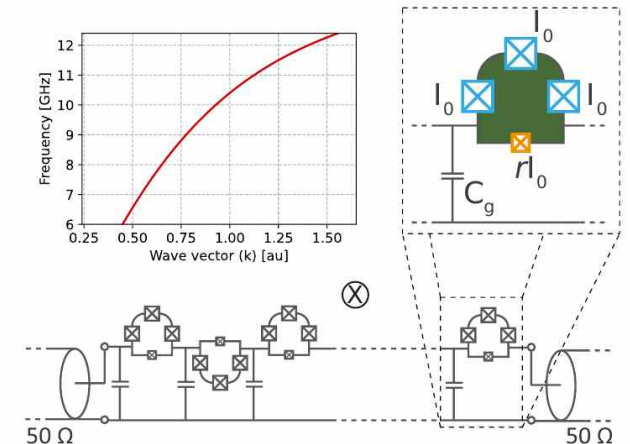 12
11
10
9
8
7
6
Frequency [GHz]
0.25 0.50 0.75 1.00 1.25 1.50
Wave vector (k) [au]
I₀
I₀ I₀
rI₀
C_g
X
50 Ω 50 Ω